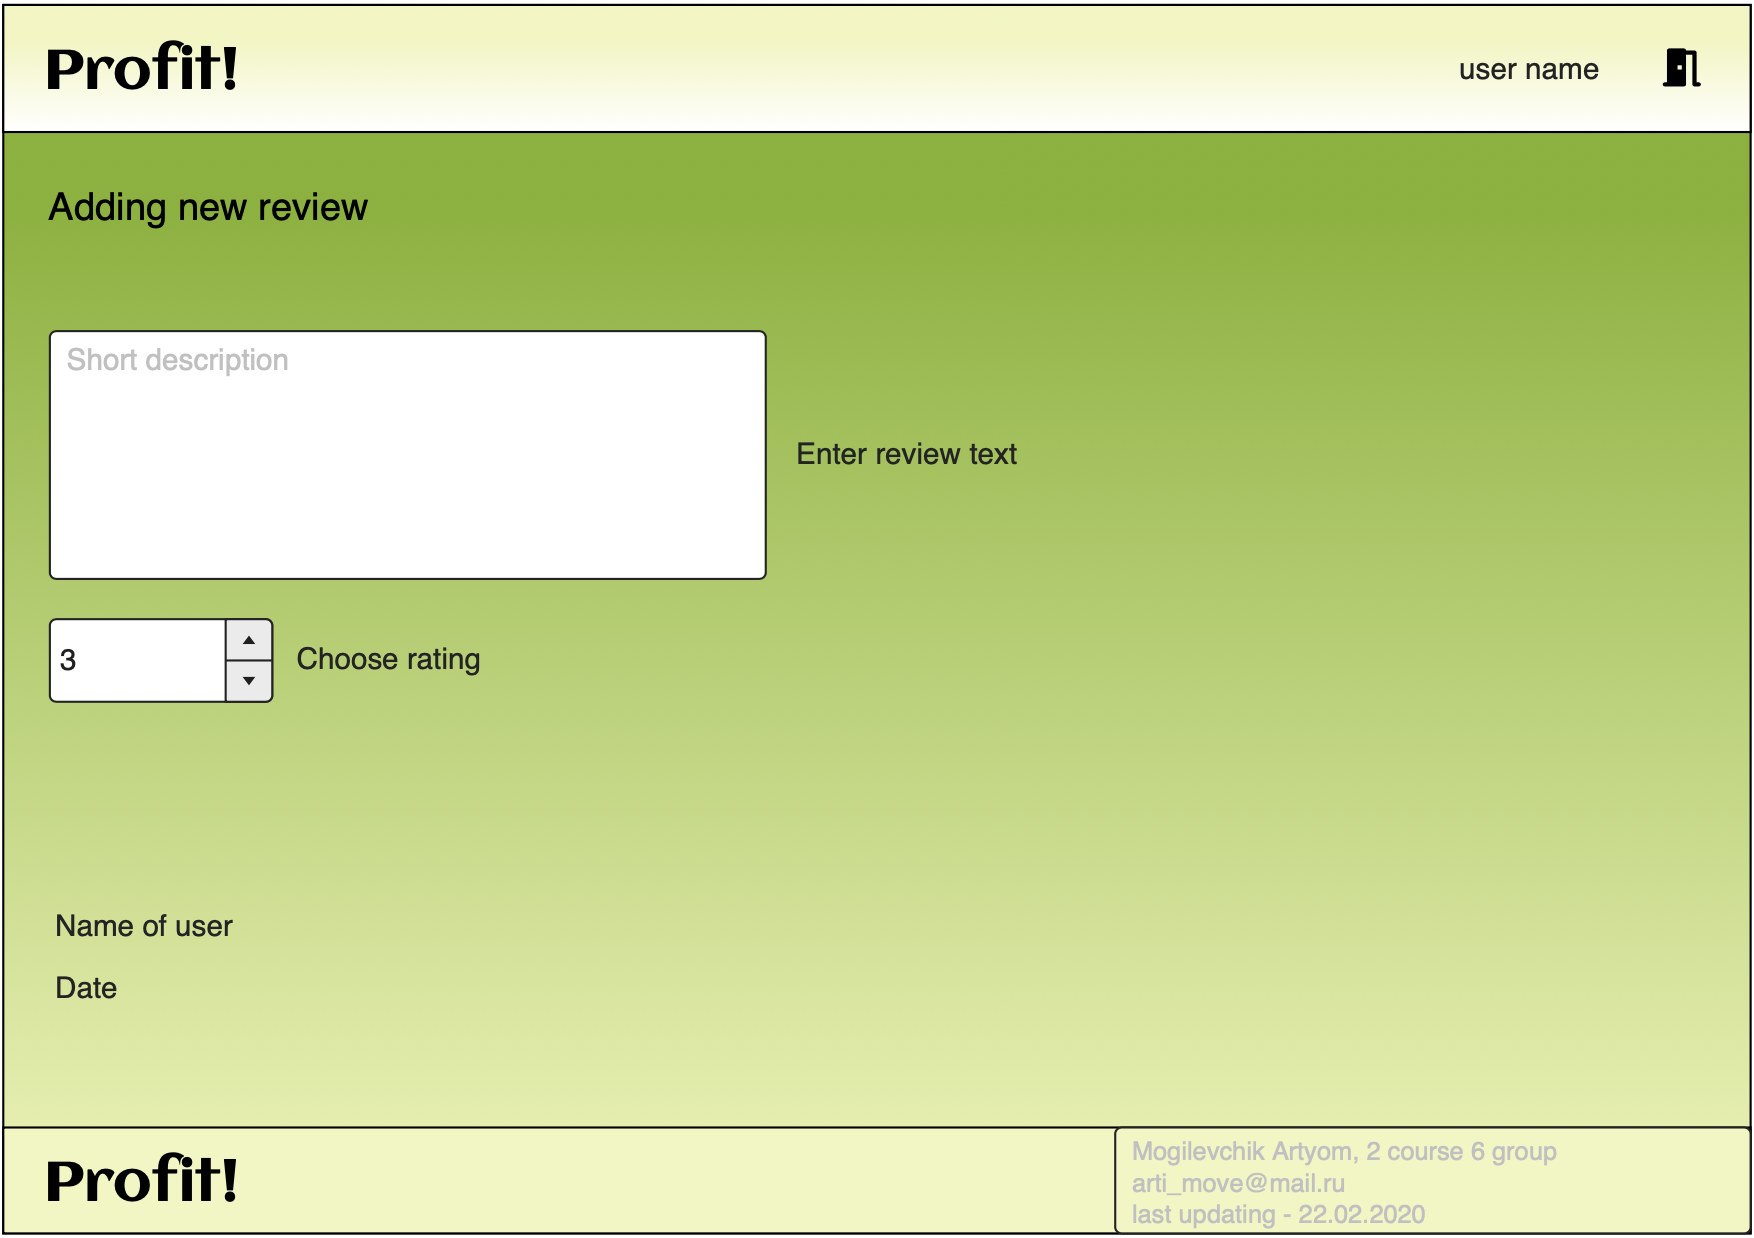 Profit!
user name
Adding new review
Short description
Enter review text
3
Choose rating
Name of user
Date
Profit!
Mogilevchik Artyom, 2 course 6 group
arti_move@mail.ru
last updating - 22.02.2020